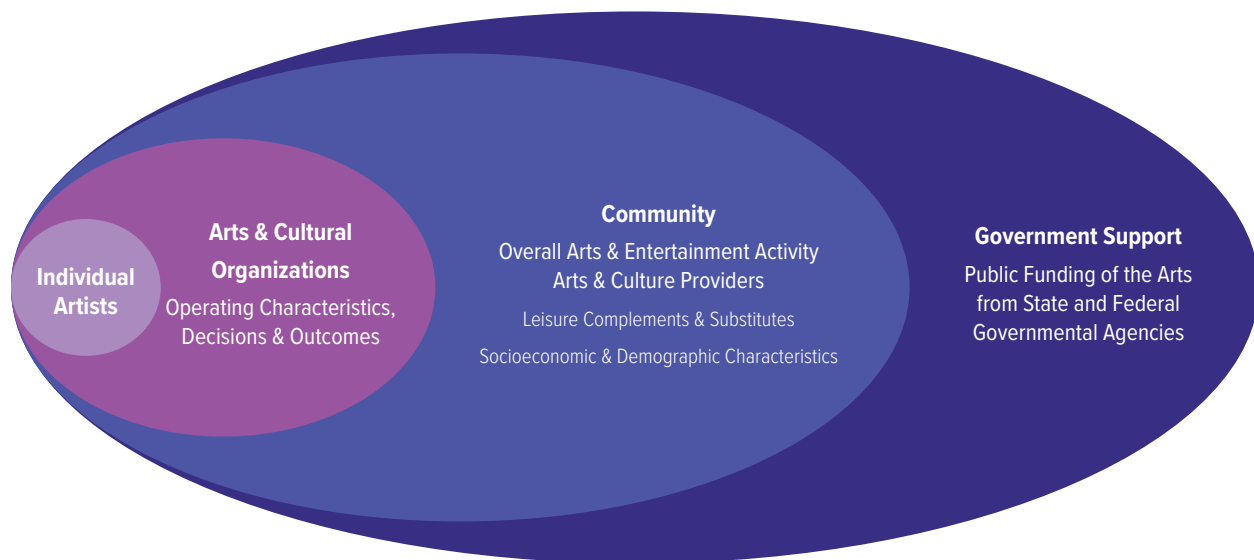 Individual
Artists
Arts & Cultural
Organizations
Operating Characteristics,
Decisions & Outcomes
Community
Overall Arts & Entertainment Activity
Arts & Culture Providers
Leisure Complements & Substitutes
Socioeconomic & Demographic Characteristics
Government Support
Public Funding of the Arts
from State and Federal
Governmental Agencies